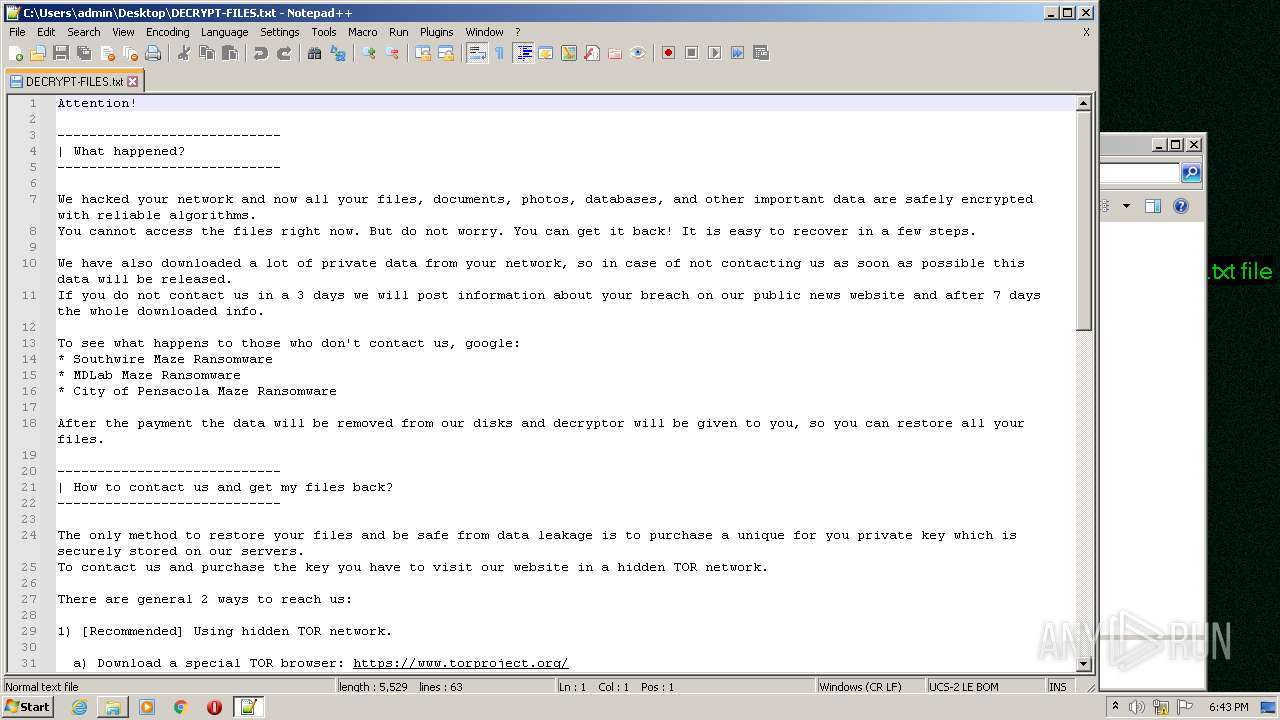 C:\Users\admin\Desktop\DECRYPT-FILES.txt - Notepad++
File Edit Search View Encoding Language Settings Tools Macro Run Plugins Window ? X
DECRYPT-FILES.txt
1 Attention!
2
3 ----------------------------
4 | What happened?
5 ----------------------------
6
7 We hacked your network and now all your files, documents, photos, databases, and other important data are safely encrypted
with reliable algorithms.
8 You cannot access the files right now. But do not worry. You can get it back! It is easy to recover in a few steps.
9
10 We have also downloaded a lot of private data from your network, so in case of not contacting us as soon as possible this
data will be released.
11 If you do not contact us in a 3 days we will post information about your breach on our public news website and after 7 days
the whole downloaded info.
12
13 To see what happens to those who don't contact us, google:
14 * Southwire Maze Ransomware
15 * MDLab Maze Ransomware
16 * City of Pensacola Maze Ransomware
17
18 After the payment the data will be removed from our disks and decryptor will be given to you, so you can restore all your
files.
19
20 ----------------------------
21 | How to contact us and get my files back?
22 ----------------------------
23
24 The only method to restore your files and be safe from data leakage is to purchase a unique for you private key which is
securely stored on our servers.
25 To contact us and purchase the key you have to visit our website in a hidden TOR network.
26
27 There are general 2 ways to reach us:
28
29 1) [Recommended] Using hidden TOR network.
30
31 a) Download a special TOR browser: https://www.torproject.org/
.txt file
ANY RUN
Normal text file length : 5,529 lines : 63 Ln : 1 Col : 1 Pos : 1 Windows (CR LF) UCS-2 LE BOM INS
Start 6:43 PM